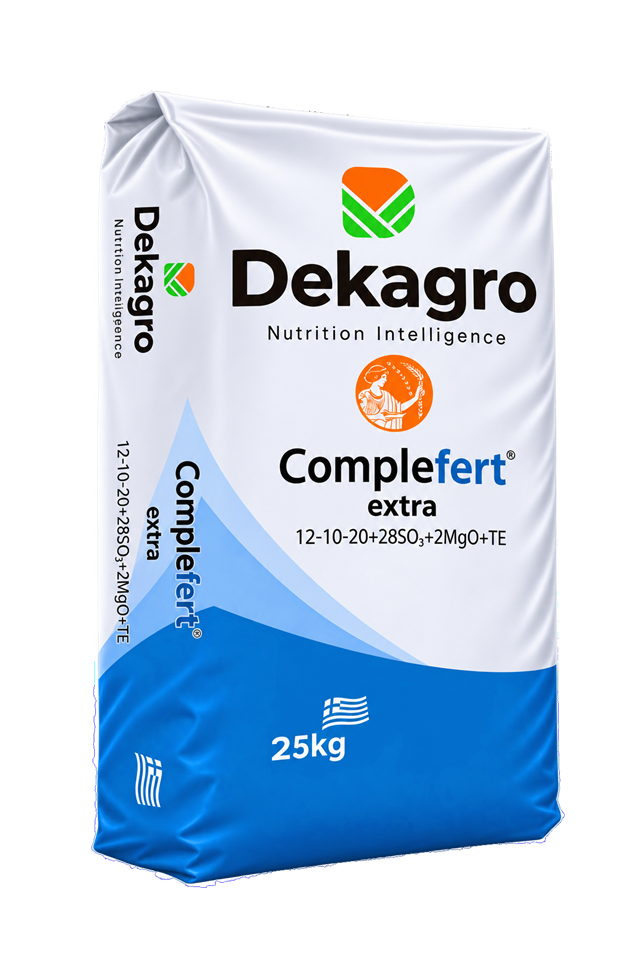 Dekagro
Nutrition Intelligence
Complefert®
extra
12-10-20+28SO₃+2MgO+TE
25kg
Dekagro
Nutrition Inteiigeence
Complefert®
extra
12-10-20+28SO₃+2MgO+TE